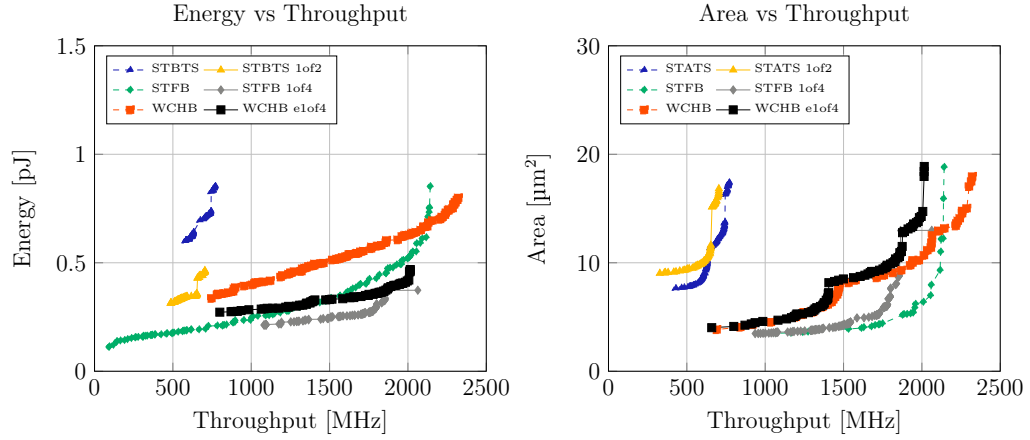 Energy vs Throughput
1.5
1
0.5
0
Energy [pJ]
STBTS STBTS 1of2
STFB STFB 1of4
WCHB WCHB e1of4
0 500 1000 1500 2000 2500
Throughput [MHz]
Area vs Throughput
30
20
10
0
Area [µm²]
STATS STATS 1of2
STFB STFB 1of4
WCHB WCHB e1of4
0 500 1000 1500 2000 2500
Throughput [MHz]